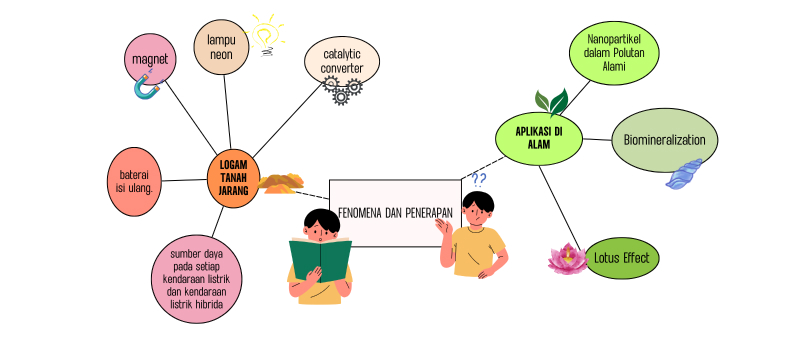 magnet
lampu
neon
catalytic
converter
baterai
isi ulang.
LOGAM
TANAH
JARANG
sumber daya
pada setiap
kendaraan listrik
dan kendaraan
listrik hibrida
FENOMENA DAN PENERAPAN
??
APLIKASI DI
ALAM
Nanopartikel
dalam Polutan
Alami
Biomineralization
Lotus Effect